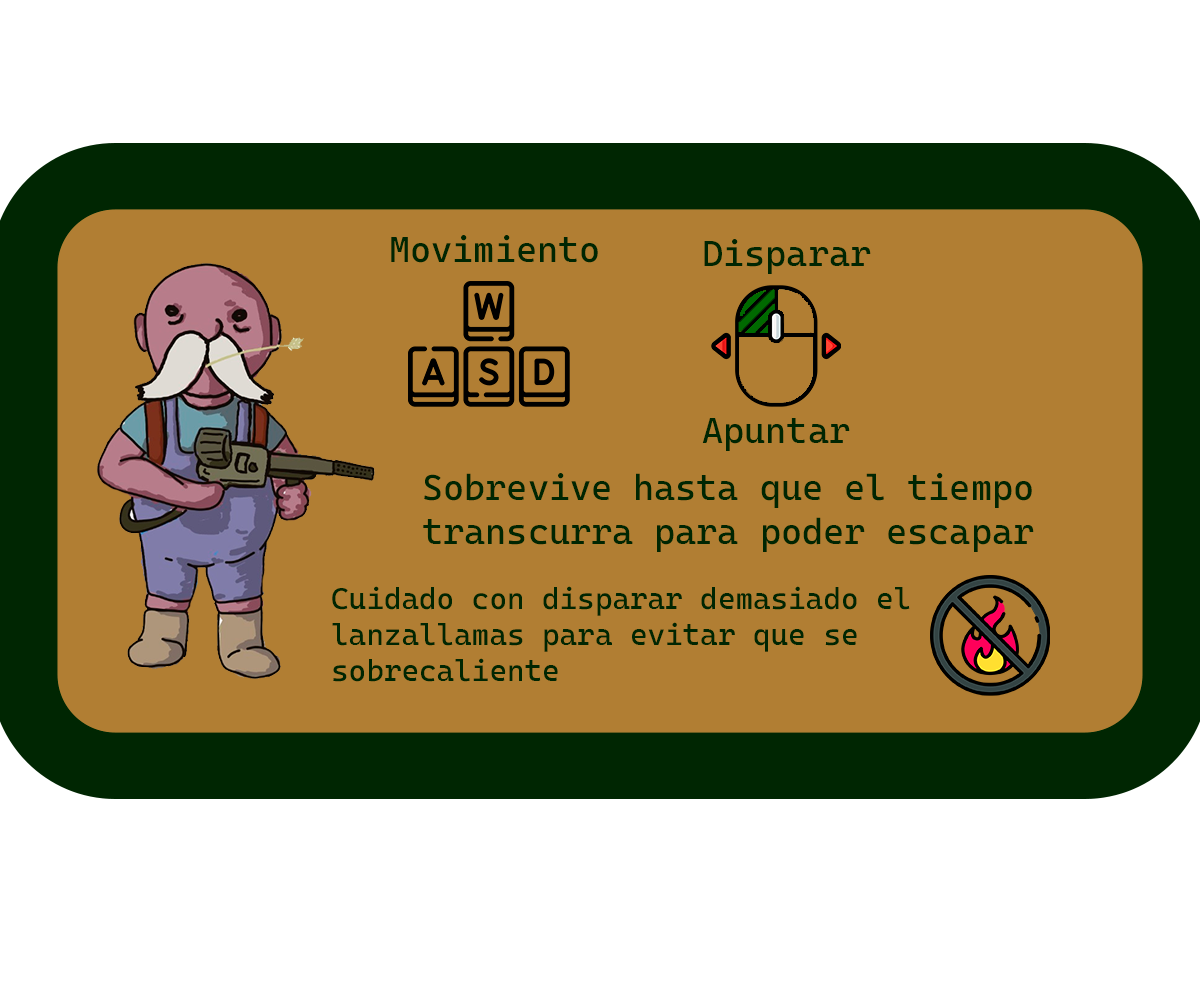 Movimiento
Disparar
W
A S D
Apuntar
Sobrevive hasta que el tiempo
transcurra para poder escapar
Cuidado con disparar demasiado el
lanzallamas para evitar que se
sobrecaliente